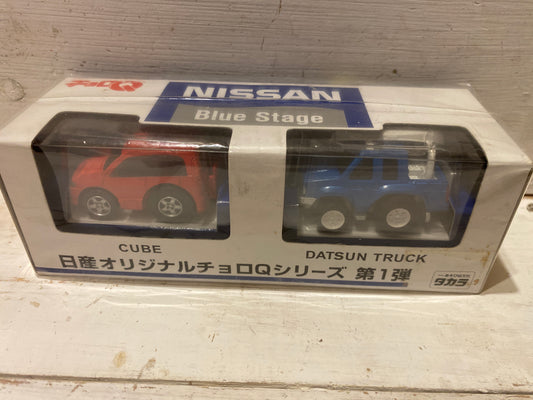 チョロQ
NISSAN
Blue Stage
CUBE
DATSUN TRUCK
日産オリジナルチョロQシリーズ 第1弾
タカラ